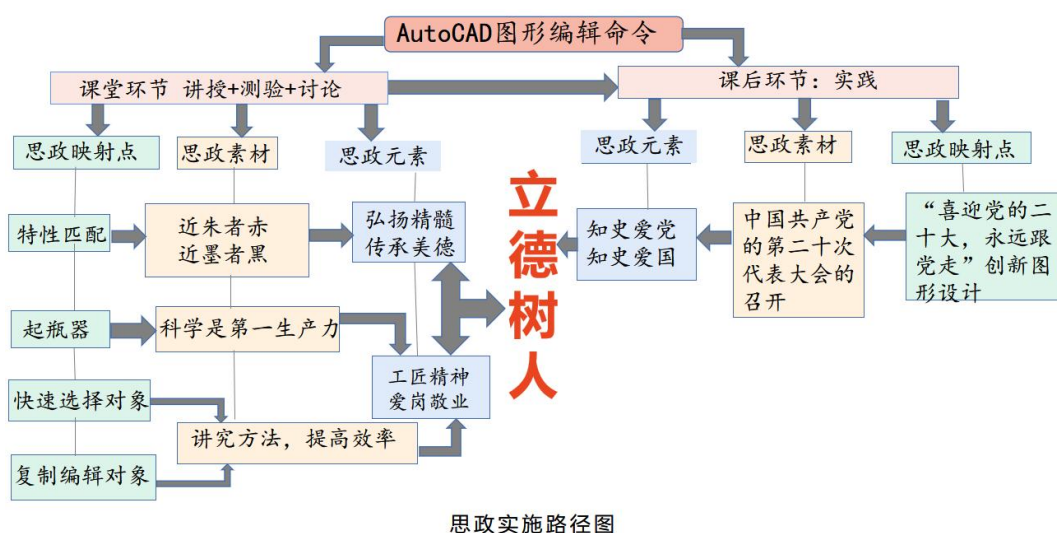 AutoCAD图形编辑命令
课堂环节 讲授+测验+讨论
课后环节：实践
思政映射点
思政素材
思政元素
思政元素
思政素材
思政映射点
特性匹配
近朱者赤
近墨者黑
弘扬精髓
传承美德
立
德
树
人
知史爱党
知史爱国
中国共产党
的第二十次
代表大会的
召开
“喜迎党的二
十大，永远跟
党走”创新图
形设计
起瓶器
科学是第一生产力
工匠精神
爱岗敬业
快速选择对象
讲究方法，提高效率
复制编辑对象
思政实施路径图